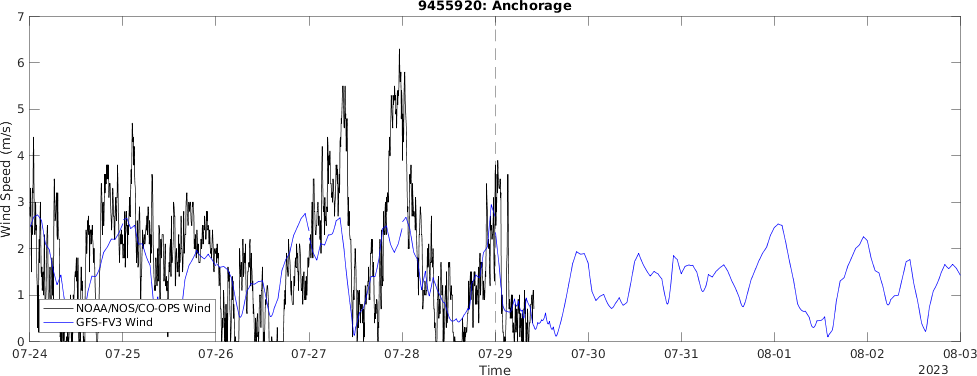 9455920: Anchorage
Wind Speed (m/s)
7
6
5
4
3
2
1
0
NOAA/NOS/CO-OPS Wind
GFS-FV3 Wind
07-24 07-25 07-26 07-27 07-28 07-29 07-30 07-31 08-01 08-02 08-03
Time
2023